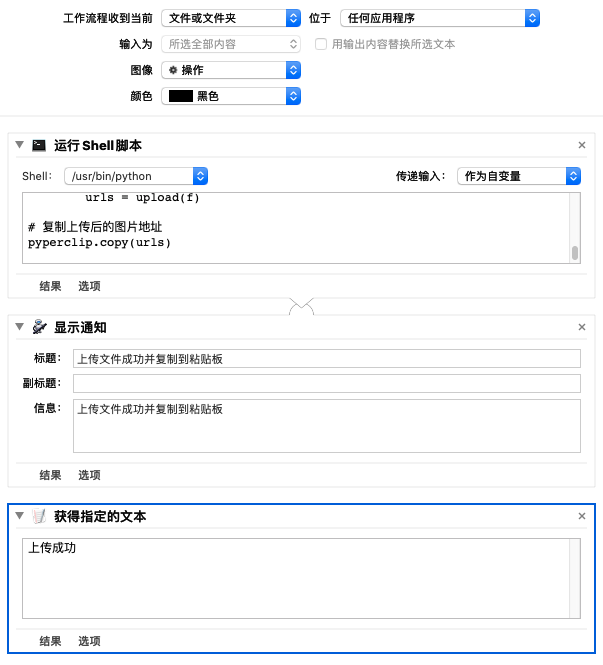 工作流程收到当前 文件或文件夹 位于 任何应用程序
输入为 所选全部内容 用输出内容替换所选文本
图像 操作
颜色 黑色
运行 Shell 脚本
Shell: /usr/bin/python 传递输入: 作为自变量
urls = upload(f)
# 复制上传后的图片地址
pyperclip.copy(urls)
结果 选项
显示通知
标题: 上传文件成功并复制到粘贴板
副标题:
信息: 上传文件成功并复制到粘贴板
结果 选项
获得指定的文本
上传成功
结果 选项